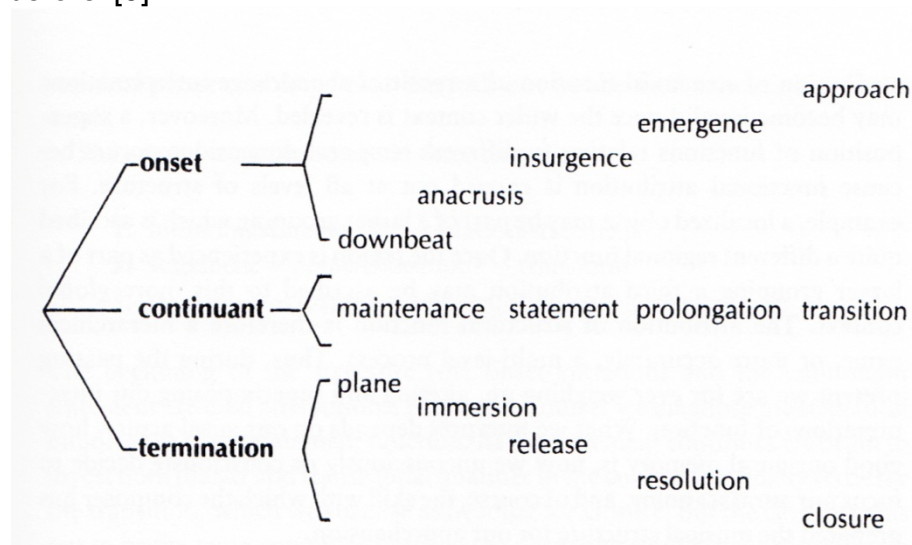 approach
emergence
onset insurgence
anacrusis
downbeat
continuant maintenance statement prolongation transition
plane
immersion
termination release
resolution
closure